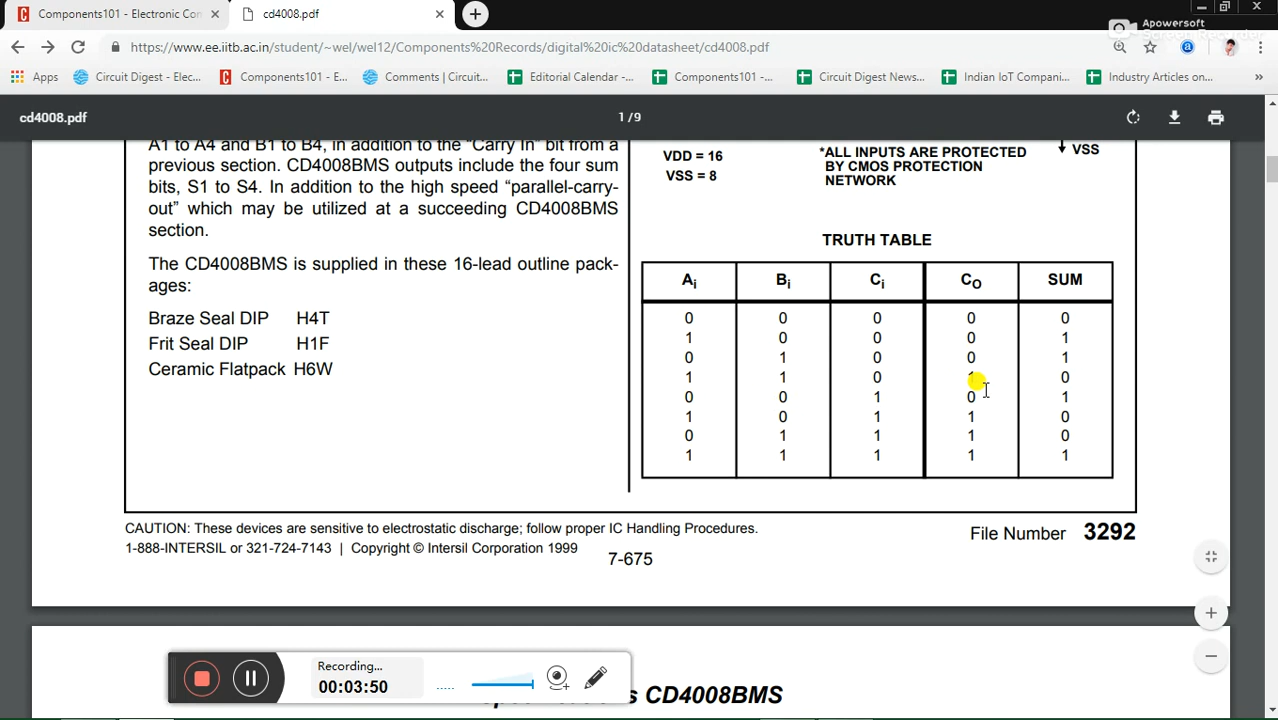 Components101 - Electronic Con
cd4008.pdf
Apowersoft
Screen Recorder
https://www.ee.iitb.ac.in/student/~wel/wel12/Components%20Records/digital%20ic%20datasheet/cd4008.pdf
Apps Circuit Digest - Elec... Components101 - E... Comments | Circuit... Editorial Calendar -... Components101 -... Circuit Digest News... Indian IoT Compani... Industry Articles on... »
cd4008.pdf 1 / 9
A1 to A4 and B1 to B4, in addition to the "Carry In" bit from a
previous section. CD4008BMS outputs include the four sum
bits, S1 to S4. In addition to the high speed "parallel-carry-
out" which may be utilized at a succeeding CD4008BMS
section.
The CD4008BMS is supplied in these 16-lead outline pack-
ages:
Braze Seal DIP H4T
Frit Seal DIP H1F
Ceramic Flatpack H6W
VDD = 16
VSS = 8
*ALL INPUTS ARE PROTECTED
BY CMOS PROTECTION
NETWORK
VSS
TRUTH TABLE
Ai Bi Ci CO SUM
0 0 0 0 0
1 0 0 0 1
0 1 0 0 1
1 1 0 1 0
0 0 1 0 1
1 0 1 1 0
0 1 1 1 0
1 1 1 1 1
CAUTION: These devices are sensitive to electrostatic discharge; follow proper IC Handling Procedures.
1-888-INTERSIL or 321-724-7143 | Copyright © Intersil Corporation 1999
File Number 3292
7-675
Recording...
00:03:50
CD4008BMS